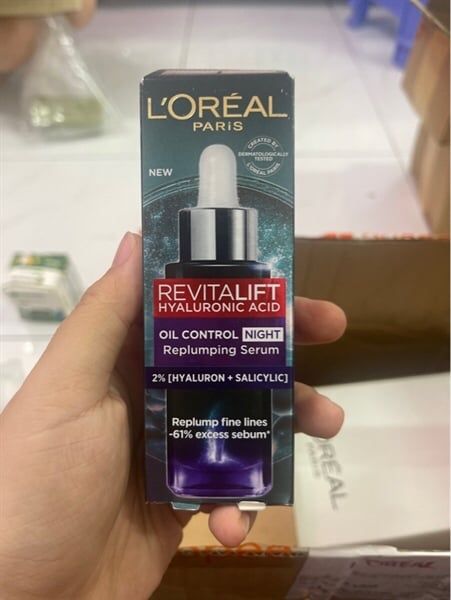 L'ORÉAL
PARIS
CREATED BY
DERMATOLOGICALLY
TESTED
L'ORÉAL PARIS
NEW
REVITALIFT
HYALURONIC ACID
OIL CONTROL NIGHT
Replumping Serum
2% [HYALURON + SALICYLIC]
Replump fine lines
-61% excess sebum*
L'ORÉAL
PARIS